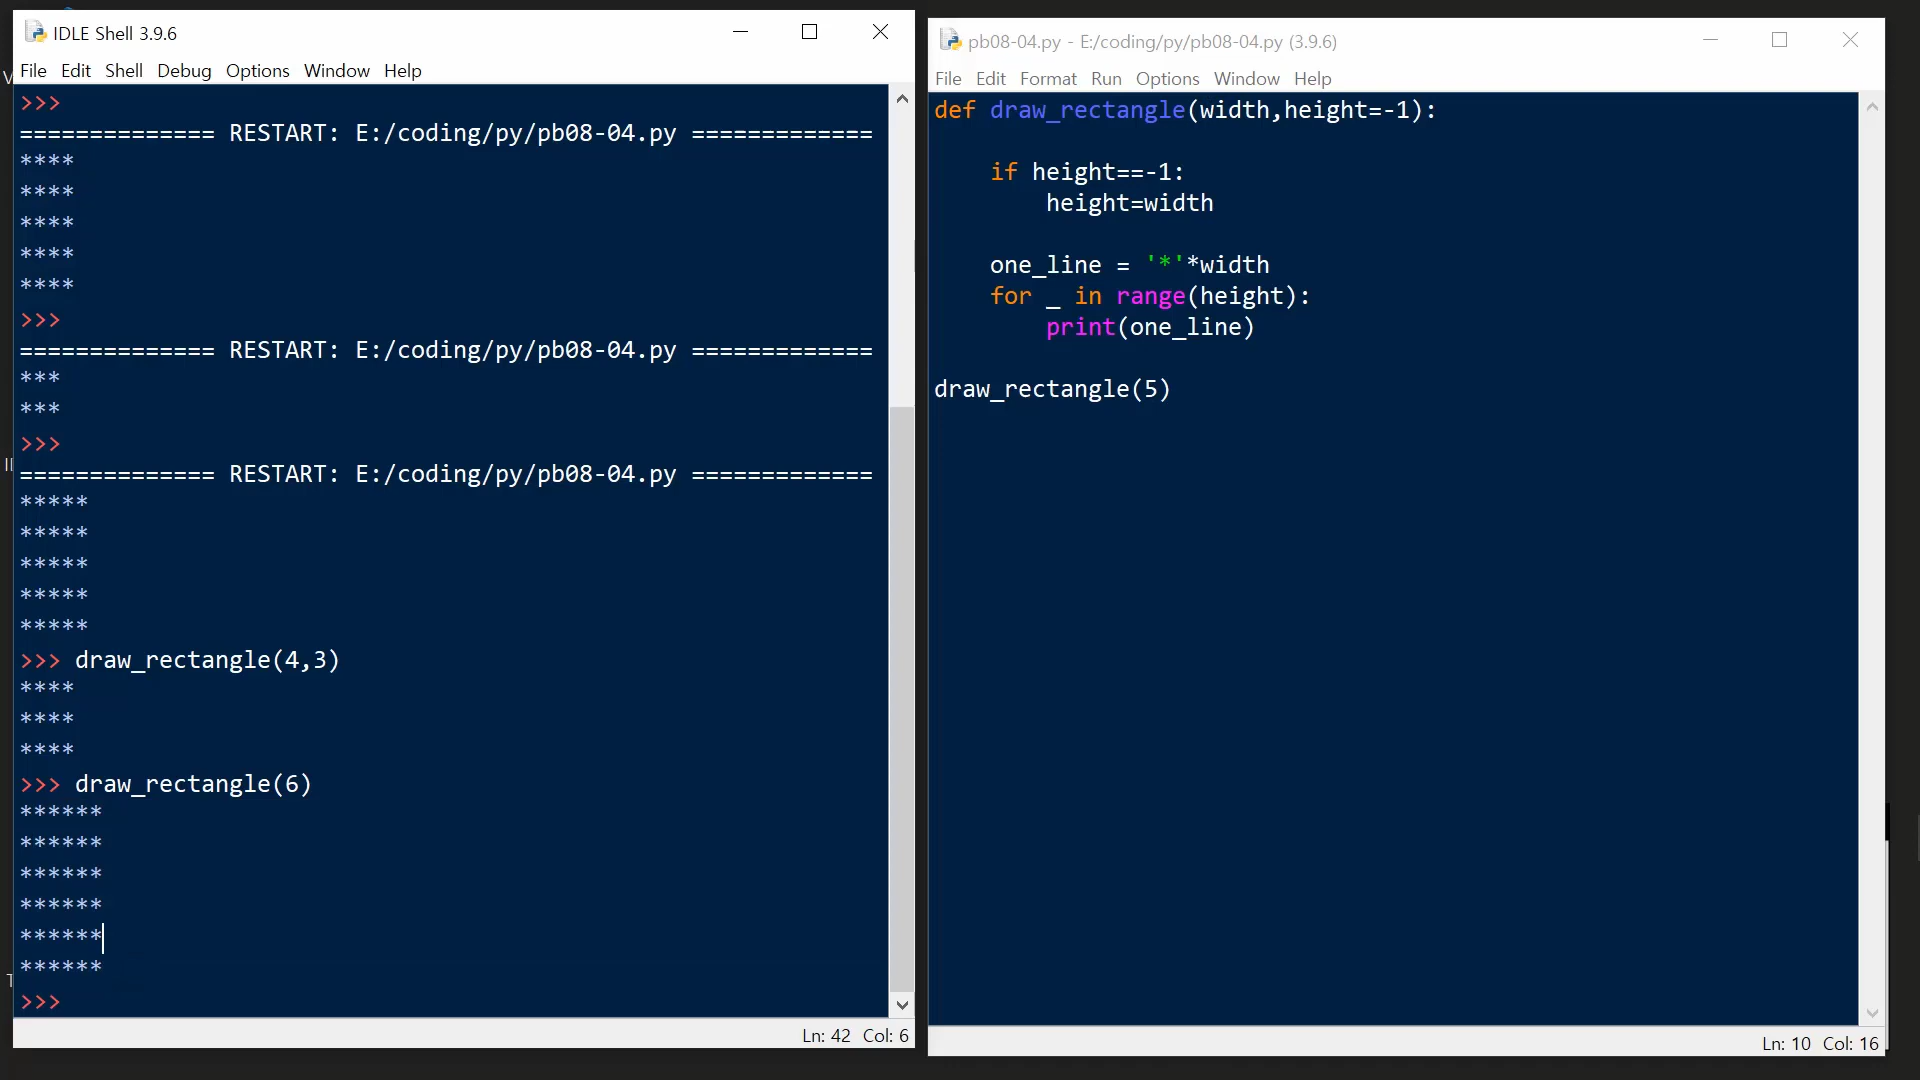 IDLE Shell 3.9.6
File Edit Shell Debug Options Window Help
>>>
============== RESTART: E:/coding/py/pb08-04.py =============
****
****
****
****
****
>>>
============== RESTART: E:/coding/py/pb08-04.py =============
***
***
>>>
============== RESTART: E:/coding/py/pb08-04.py =============
*****
*****
*****
*****
*****
>>> draw_rectangle(4,3)
****
****
****
>>> draw_rectangle(6)
******
******
******
******
******
******
>>>
Ln: 42 Col: 6
pb08-04.py - E:/coding/py/pb08-04.py (3.9.6)
File Edit Format Run Options Window Help
def draw_rectangle(width,height=-1):
    if height==-1:
        height=width
    one_line = '*'*width
    for _ in range(height):
        print(one_line)
draw_rectangle(5)
Ln: 10 Col: 16